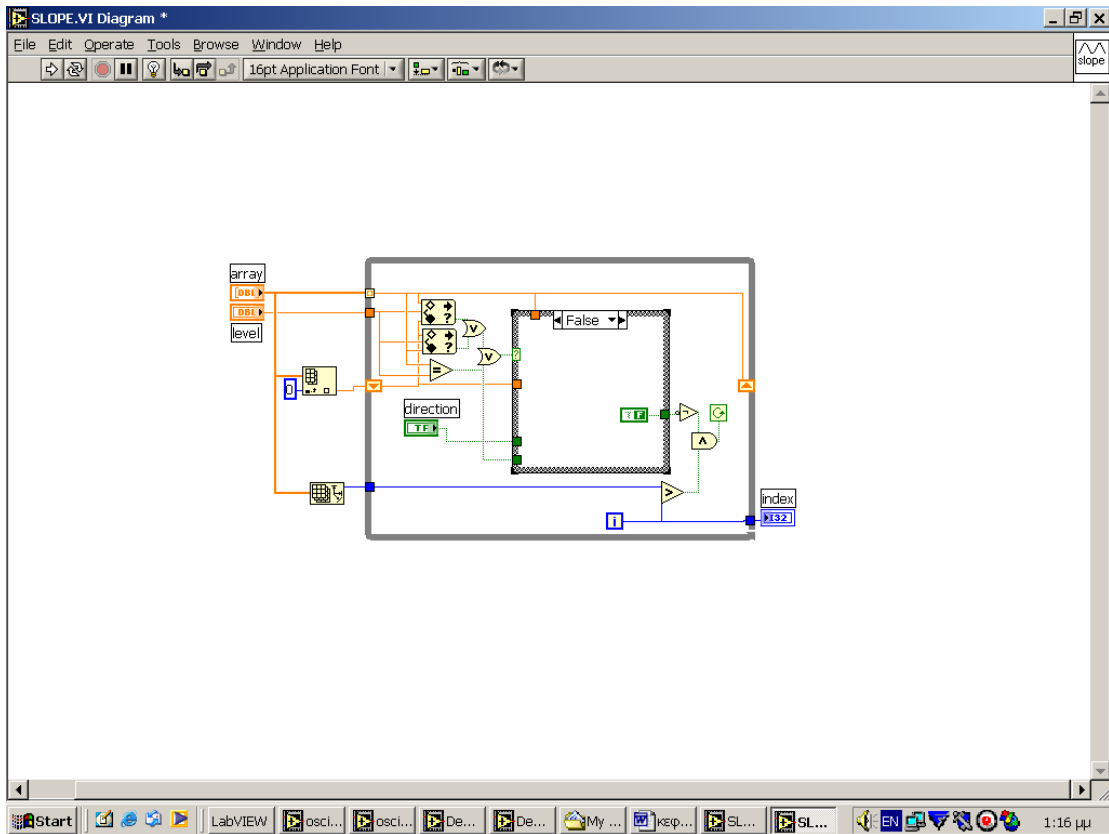 SLOPE.VI Diagram *
File Edit Operate Tools Browse Window Help
16pt Application Font
slope
array
DBL
DBL
level
0
?
?
V
V
=
False
?
direction
TF
F
¬
∧
>
i
index
I32
Start LabVIEW osci... osci... De... De... My ... κεφ... SL... SL... EN 1:16 μμ